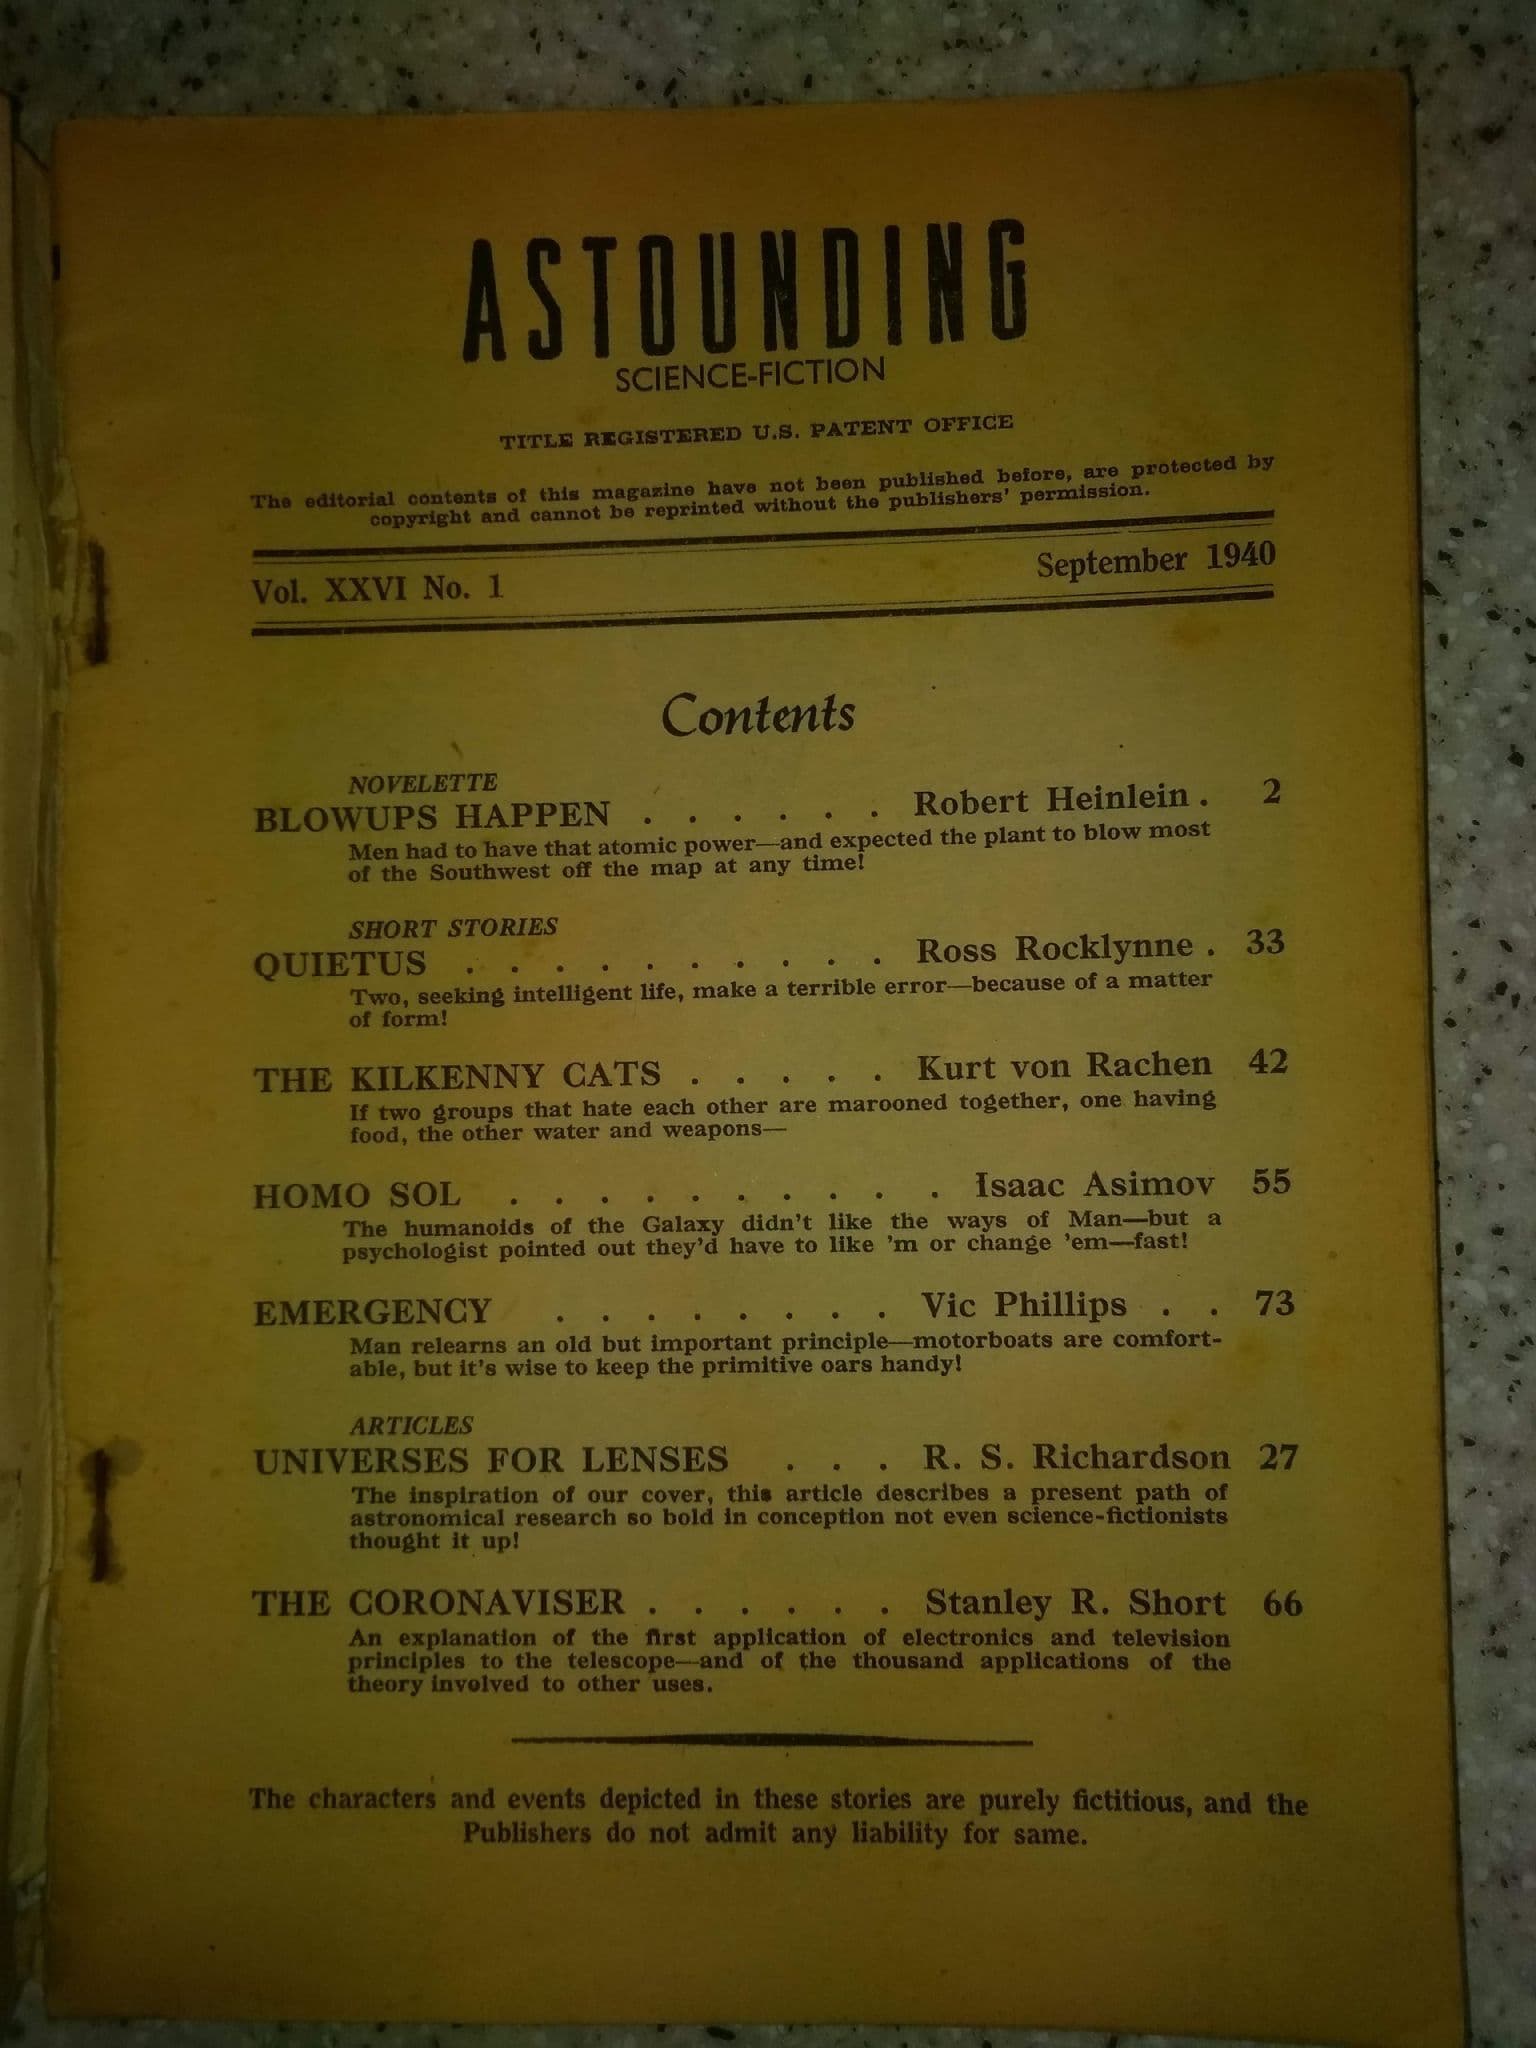 ASTOUNDING
SCIENCE-FICTION
TITLE REGISTERED U.S. PATENT OFFICE
The editorial contents of this magazine have not been published before, are protected by
copyright and cannot be reprinted without the publishers' permission.
Vol. XXVI No. 1 September 1940
Contents
NOVELETTE
BLOWUPS HAPPEN . . . . . . Robert Heinlein . 2
Men had to have that atomic power—and expected the plant to blow most
of the Southwest off the map at any time!
SHORT STORIES
QUIETUS . . . . . . . . . . Ross Rocklynne . 33
Two, seeking intelligent life, make a terrible error—because of a matter
of form!
THE KILKENNY CATS . . . . . Kurt von Rachen 42
If two groups that hate each other are marooned together, one having
food, the other water and weapons—
HOMO SOL . . . . . . . . . . Isaac Asimov 55
The humanoids of the Galaxy didn't like the ways of Man—but a
psychologist pointed out they'd have to like 'm or change 'em—fast!
EMERGENCY . . . . . . . . Vic Phillips . . 73
Man relearns an old but important principle—motorboats are comfort-
able, but it's wise to keep the primitive oars handy!
ARTICLES
UNIVERSES FOR LENSES . . . R. S. Richardson 27
The inspiration of our cover, this article describes a present path of
astronomical research so bold in conception not even science-fictionists
thought it up!
THE CORONAVISER . . . . . . Stanley R. Short 66
An explanation of the first application of electronics and television
principles to the telescope—and of the thousand applications of the
theory involved to other uses.
The characters and events depicted in these stories are purely fictitious, and the
Publishers do not admit any liability for same.